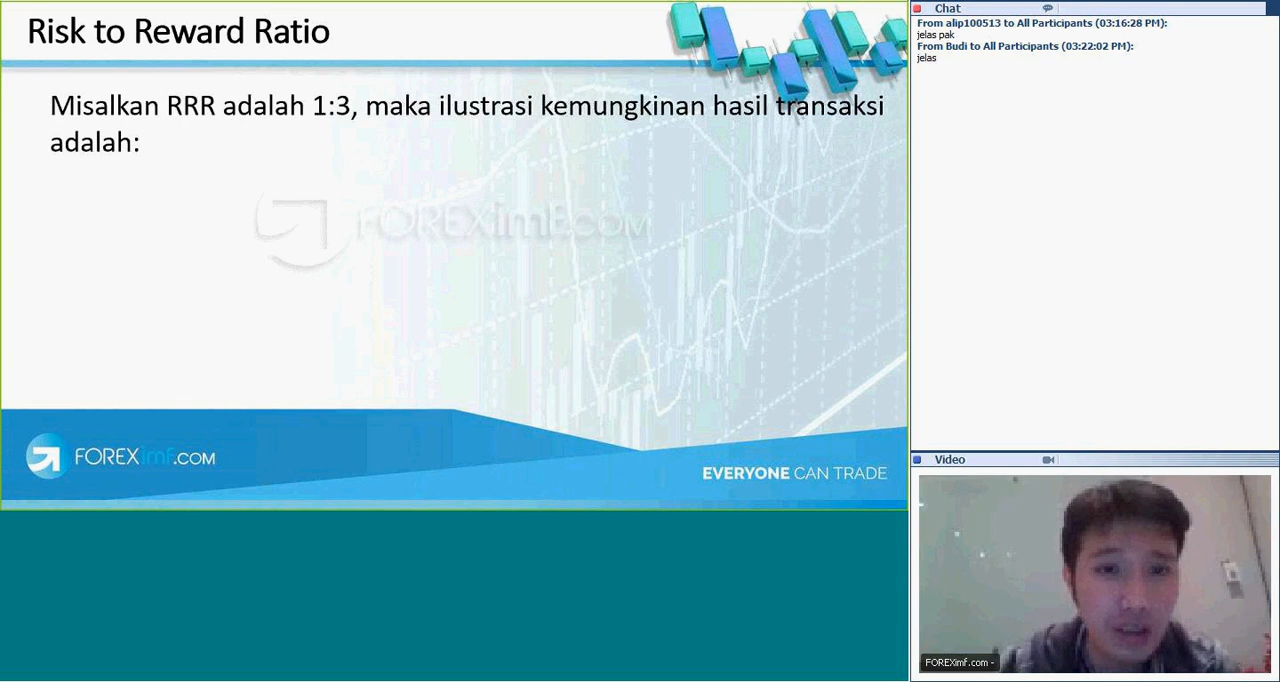 Risk to Reward Ratio
Misalkan RRR adalah 1:3, maka ilustrasi kemungkinan hasil transaksi
adalah:
FOREXimf.COM
FOREXimf.COM
EVERYONE CAN TRADE
Chat
From alip100513 to All Participants (03:16:28 PM):
jelas pak
From Budi to All Participants (03:22:02 PM):
jelas
Video
FOREXimf.com -